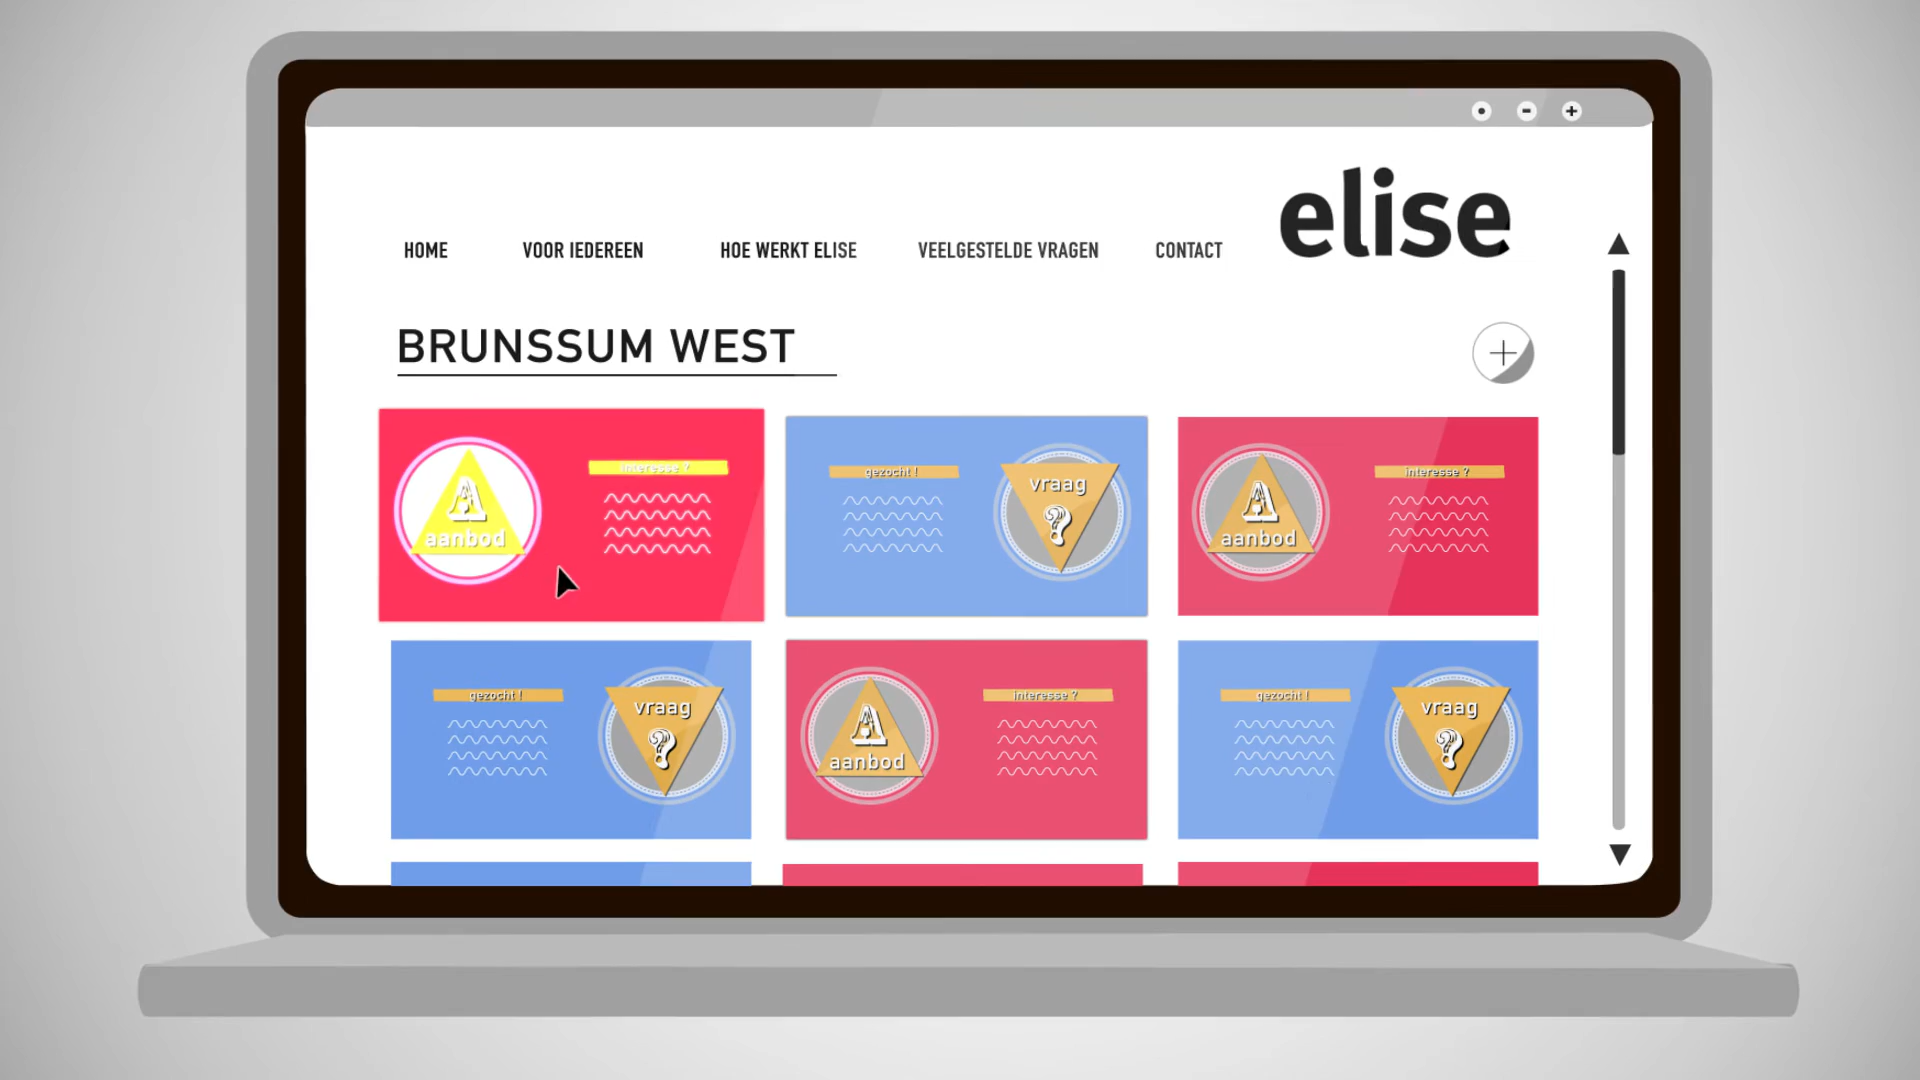 elise
HOME VOOR IEDEREEN HOE WERKT ELISE VEELGESTELDE VRAGEN CONTACT
BRUNSSUM WEST
A
aanbod
interesse ?
gezocht !
vraag
?
A
aanbod
interesse ?
gezocht !
vraag
?
A
aanbod
interesse ?
gezocht !
vraag
?